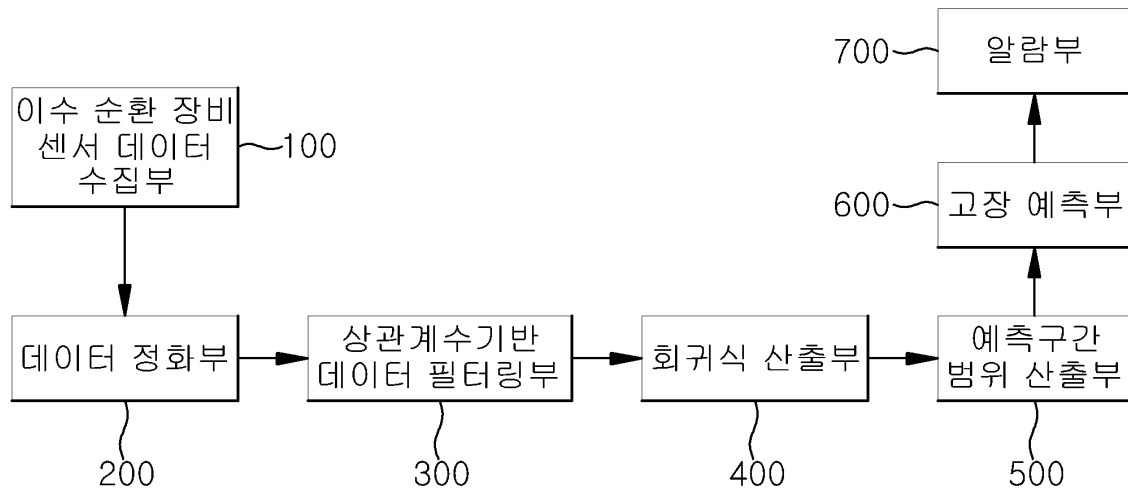 700
알람부
이수 순환 장비
센서 데이터
수집부
100
600
고장 예측부
데이터 정화부
상관계수기반
데이터 필터링부
회귀식 산출부
예측구간
범위 산출부
200
300
400
500